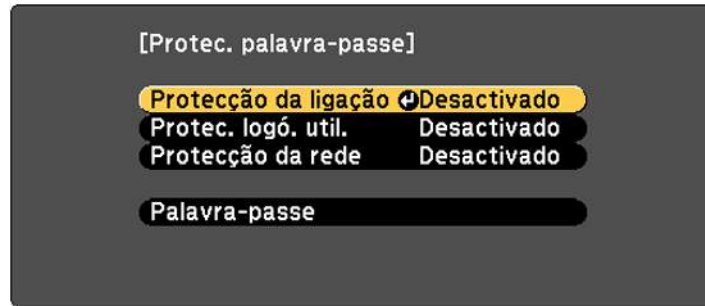 [Protec. palavra-passe]
Protecção da ligação Desactivado
Protec. logó. util. Desactivado
Protecção da rede Desactivado
Palavra-passe